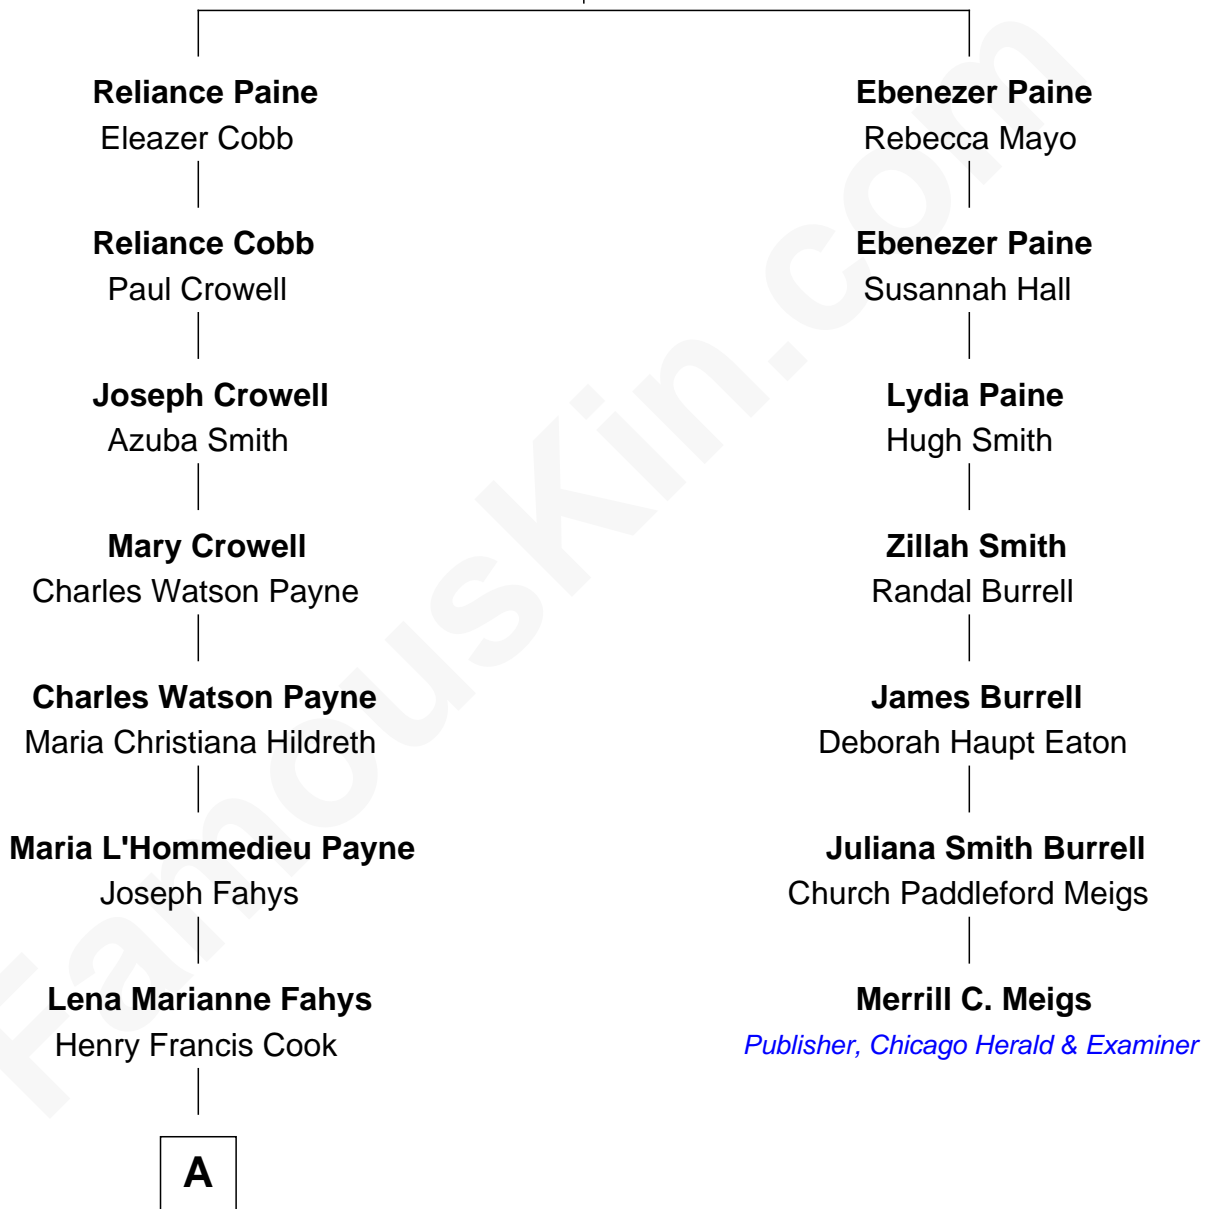 Reliance Paine
Eleazer Cobb
Ebenezer Paine
Rebecca Mayo
Reliance Cobb
Paul Crowell
Ebenezer Paine
Susannah Hall
Joseph Crowell
Azuba Smith
Lydia Paine
Hugh Smith
Mary Crowell
Charles Watson Payne
Zillah Smith
Randal Burrell
Charles Watson Payne
Maria Christiana Hildreth
James Burrell
Deborah Haupt Eaton
Maria L'Hommedieu Payne
Joseph Fahys
Juliana Smith Burrell
Church Paddleford Meigs
Lena Marianne Fahys
Henry Francis Cook
Merrill C. Meigs
Publisher, Chicago Herald & Examiner
A
FamousKin.com